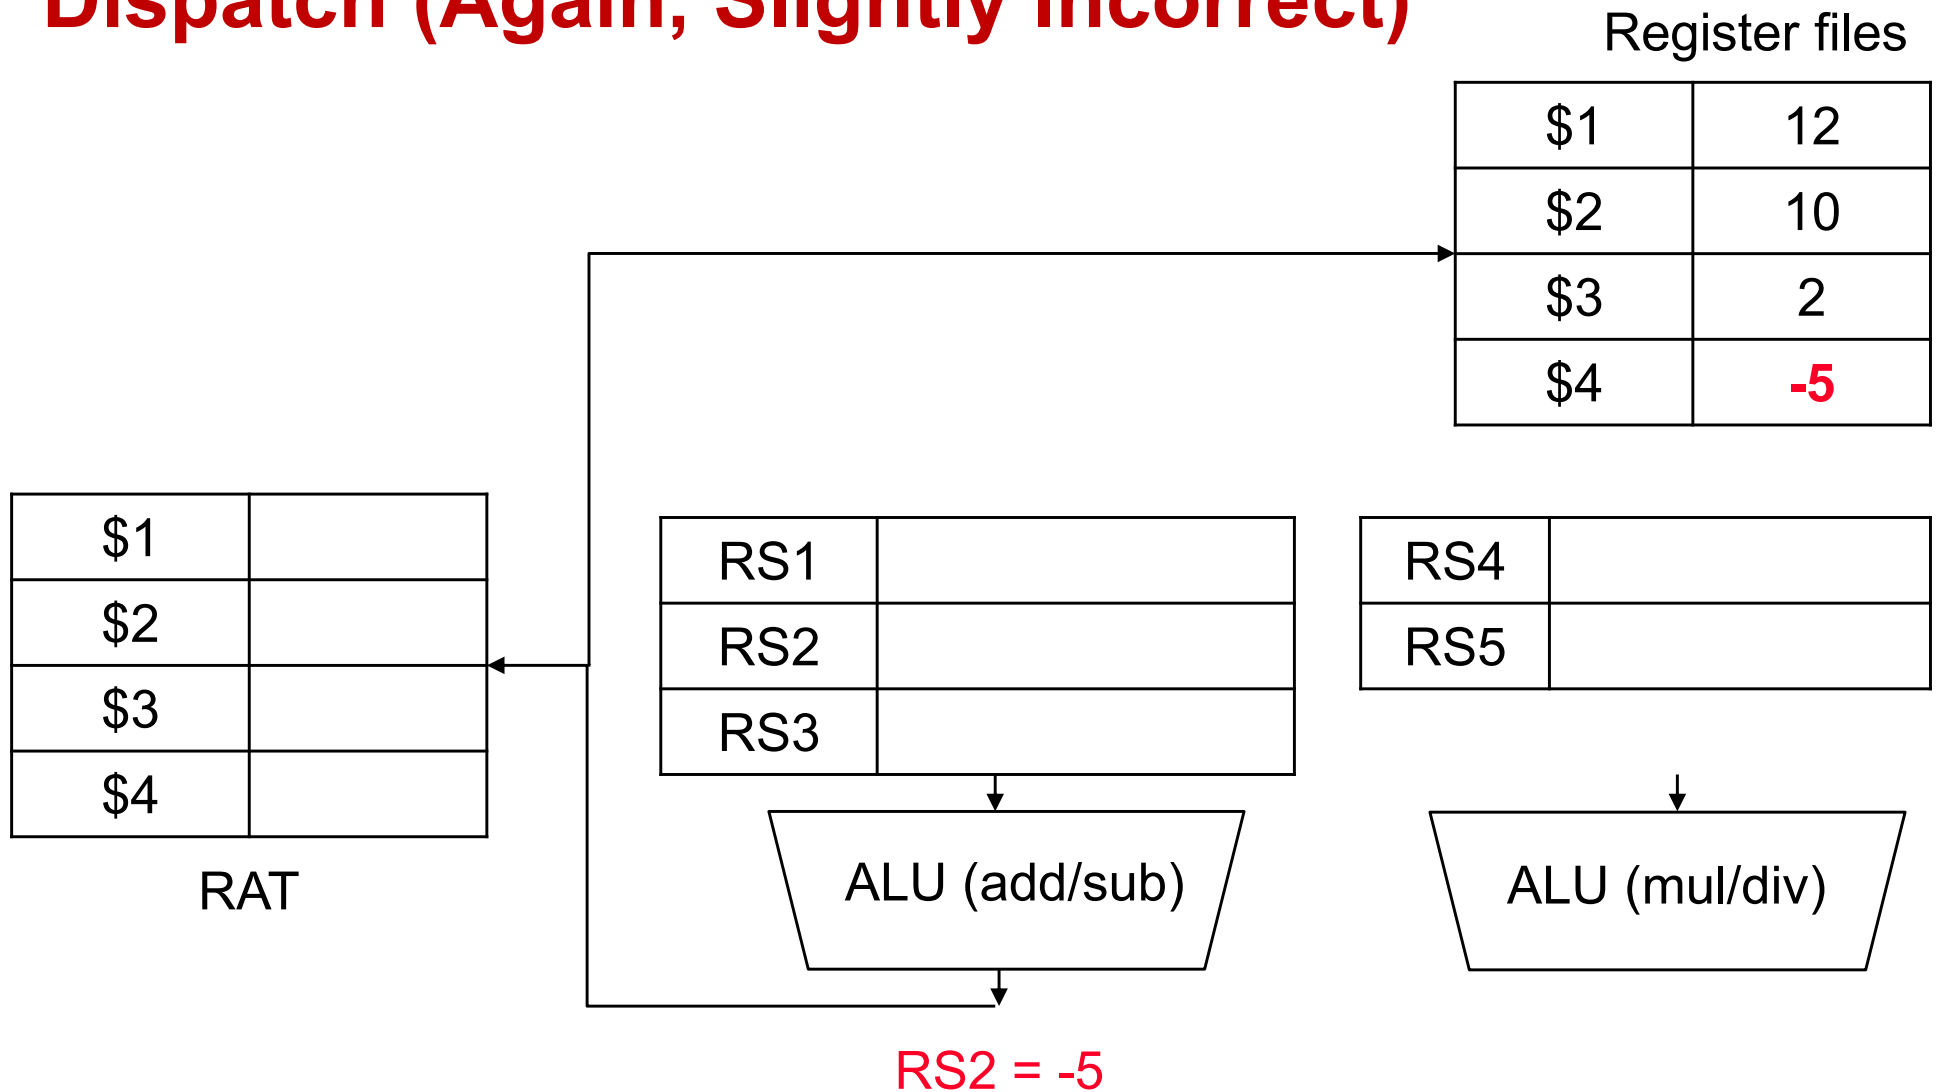 Dispatch (Again, Slightly Incorrect)
Register files
$1 12
$2 10
$3 2
$4 -5
$1
$2
$3
$4
RAT
RS1
RS2
RS3
RS4
RS5
ALU (add/sub)
ALU (mul/div)
RS2 = -5